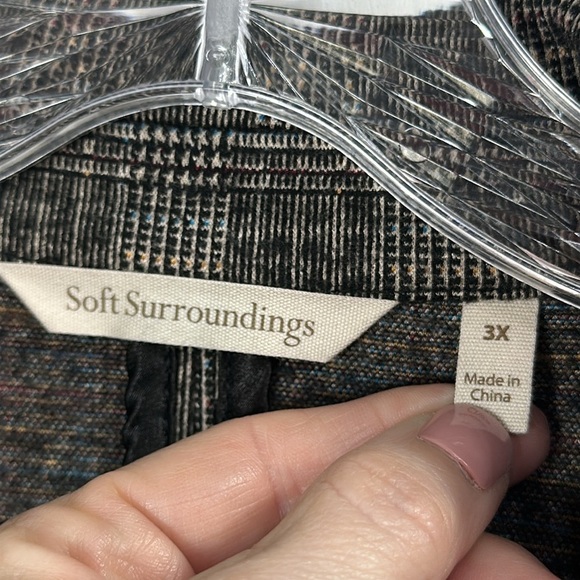 Soft Surroundings
3X
Made in
China